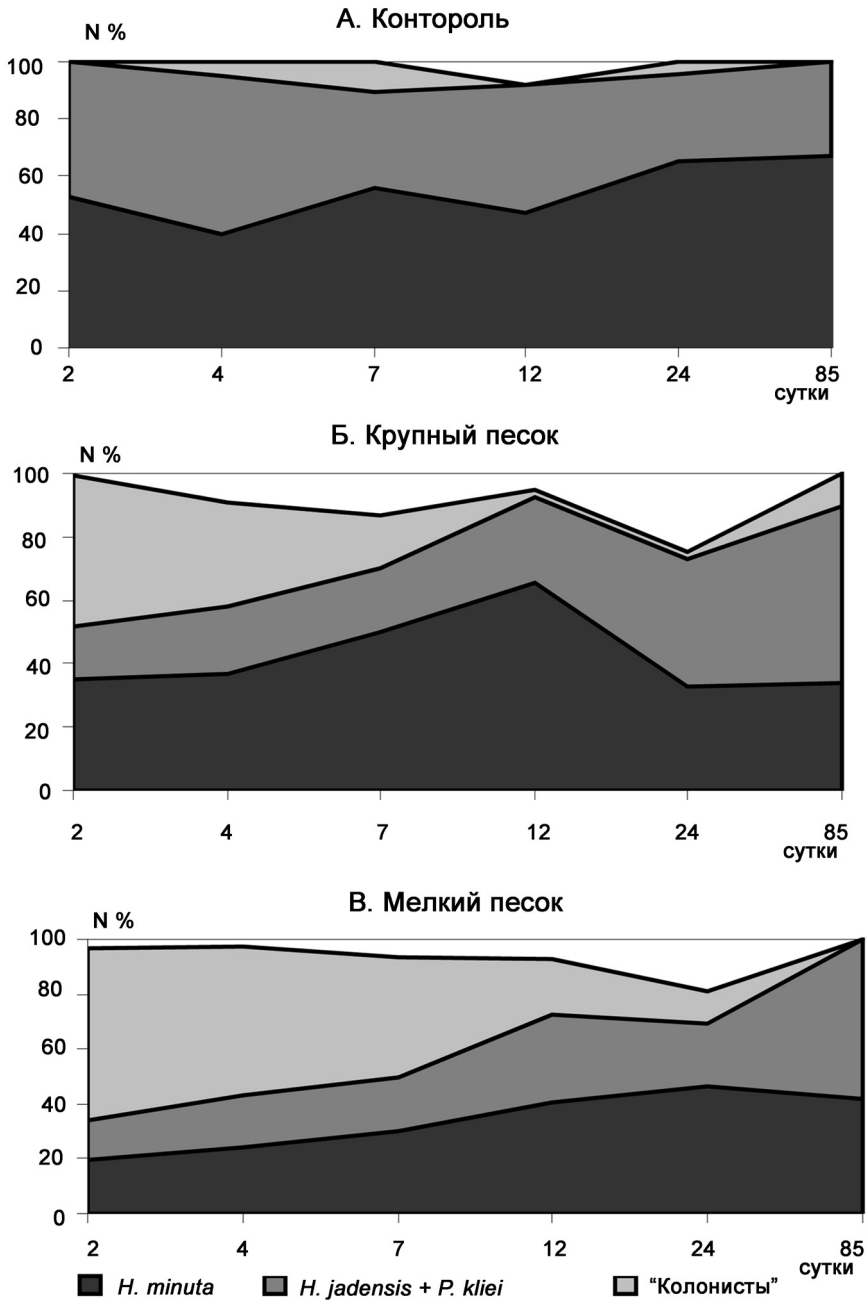 А. Контороль
N %
100
80
60
40
20
0
2 4 7 12 24 85
сутки
Б. Крупный песок
N %
100
80
60
40
20
0
2 4 7 12 24 85
сутки
В. Мелкий песок
N %
100
80
60
40
20
0
2 4 7 12 24 85
сутки
H. minuta H. jadensis + P. kliei “Колонисты”